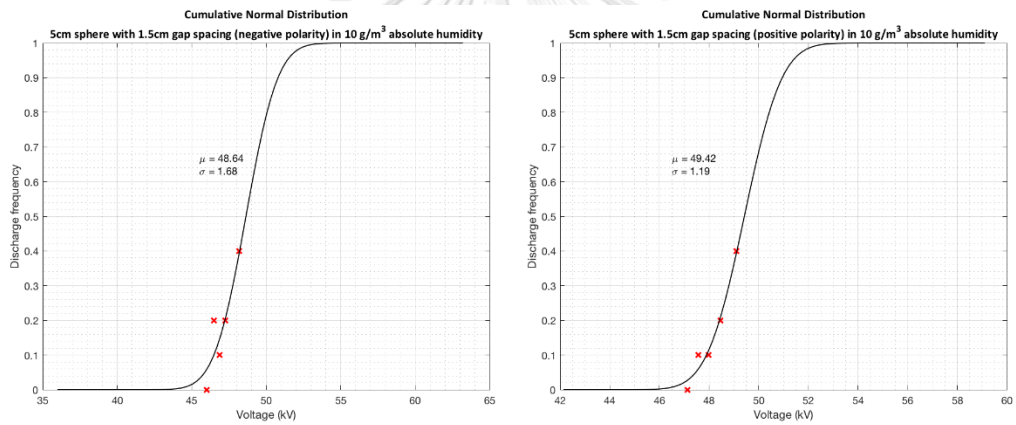 Cumulative Normal Distribution
5cm sphere with 1.5cm gap spacing (negative polarity) in 10 g/m³ absolute humidity
Discharge frequency
1
0.9
0.8
0.7
0.6
0.5
0.4
0.3
0.2
0.1
0
μ = 48.64
σ = 1.68
35 40 45 50 55 60 65
Voltage (kV)
Cumulative Normal Distribution
5cm sphere with 1.5cm gap spacing (positive polarity) in 10 g/m³ absolute humidity
Discharge frequency
1
0.9
0.8
0.7
0.6
0.5
0.4
0.3
0.2
0.1
0
μ = 49.42
σ = 1.19
42 44 46 48 50 52 54 56 58 60
Voltage (kV)